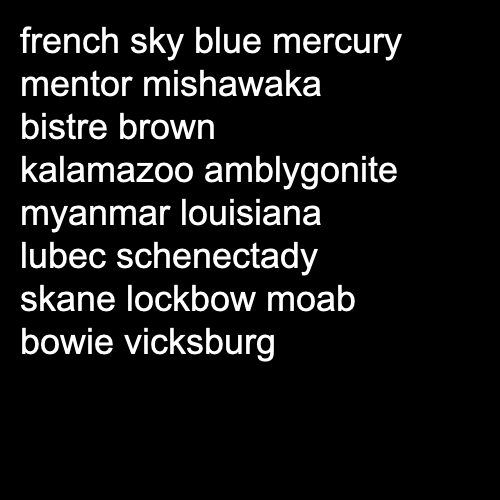 french sky blue mercury
mentor mishawaka
bistre brown
kalamazoo amblygonite
myanmar louisiana
lubec schenectady
skane lockbow moab
bowie vicksburg